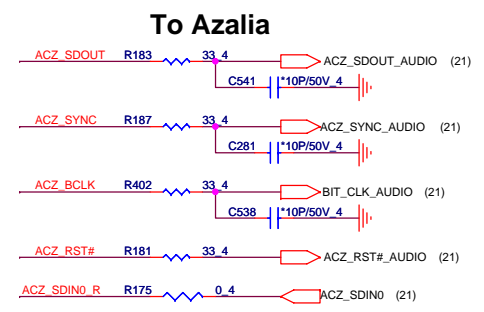 To Azalia
ACZ_SDOUT R183 33_4 ACZ_SDOUT_AUDIO (21)
C541 *10P/50V_4
ACZ_SYNC R187 33_4 ACZ_SYNC_AUDIO (21)
C281 *10P/50V_4
ACZ_BCLK R402 33_4 BIT_CLK_AUDIO (21)
C538 *10P/50V_4
ACZ_RST# R181 33_4 ACZ_RST#_AUDIO (21)
ACZ_SDIN0_R R175 0_4 ACZ_SDIN0 (21)